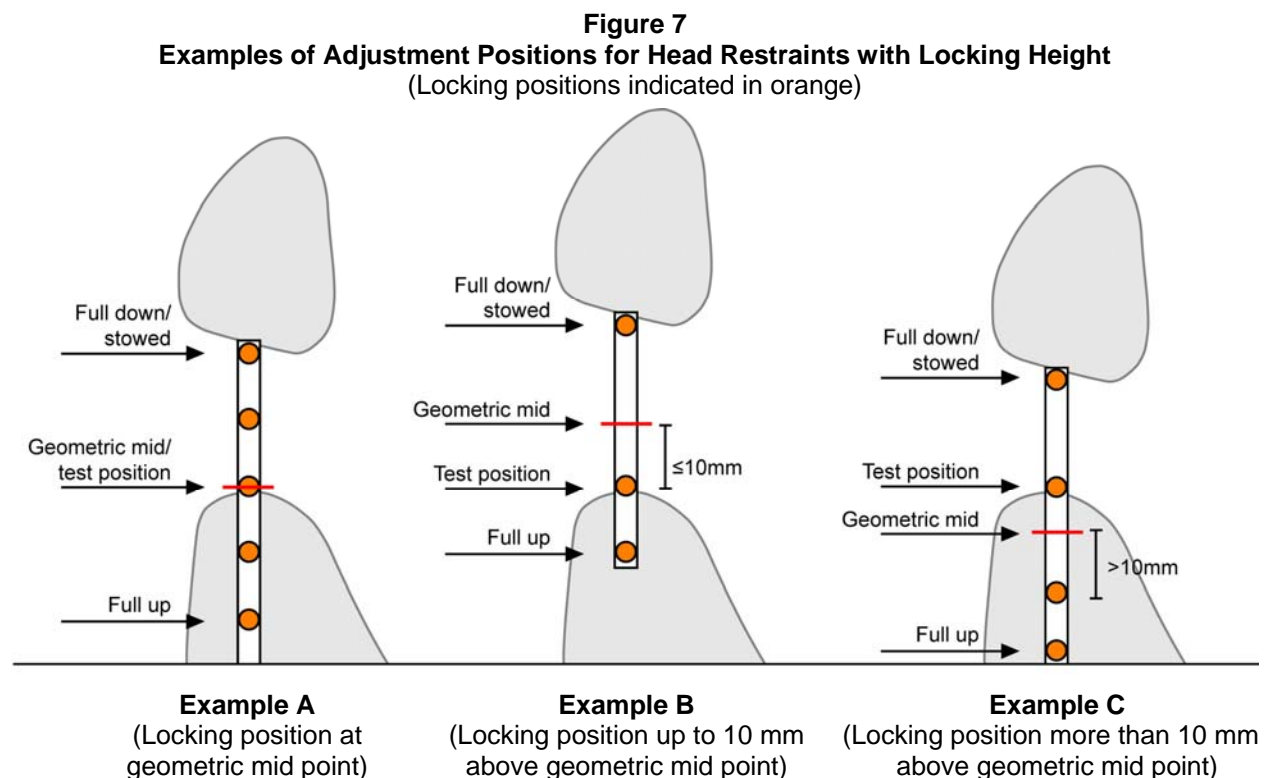 Figure 7
Examples of Adjustment Positions for Head Restraints with Locking Height
(Locking positions indicated in orange)
Full down/
stowed
Geometric mid/
test position
Full up
Full down/
stowed
Geometric mid
≤10mm
Test position
Full up
Full down/
stowed
Test position
Geometric mid
>10mm
Full up
Example A
(Locking position at
geometric mid point)
Example B
(Locking position up to 10 mm
above geometric mid point)
Example C
(Locking position more than 10 mm
above geometric mid point)